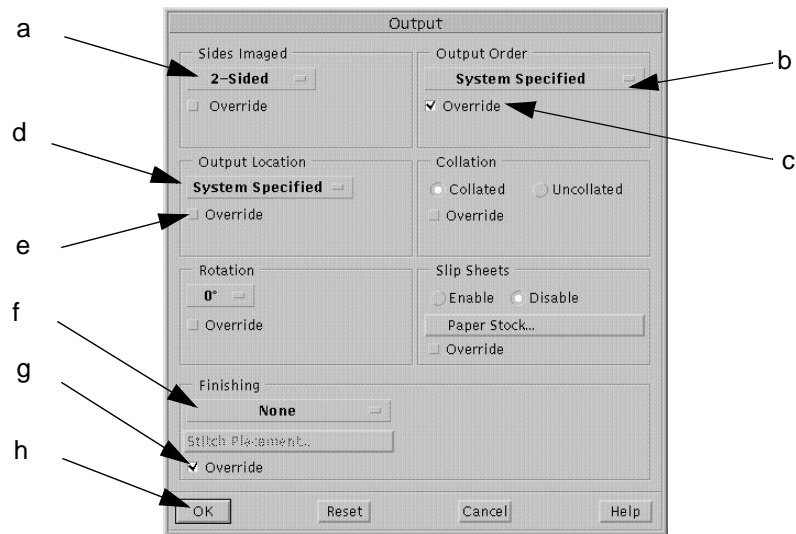 Output
a
Sides Imaged
2-Sided
Override
Output Order
System Specified
Override
b
c
d
Output Location
System Specified
Override
e
Collation
Collated Uncollated
Override
Rotation
0°
Override
f
Slip Sheets
Enable Disable
Paper Stock...
Override
g
Finishing
None
Stitch Placement...
Override
h
OK Reset Cancel Help